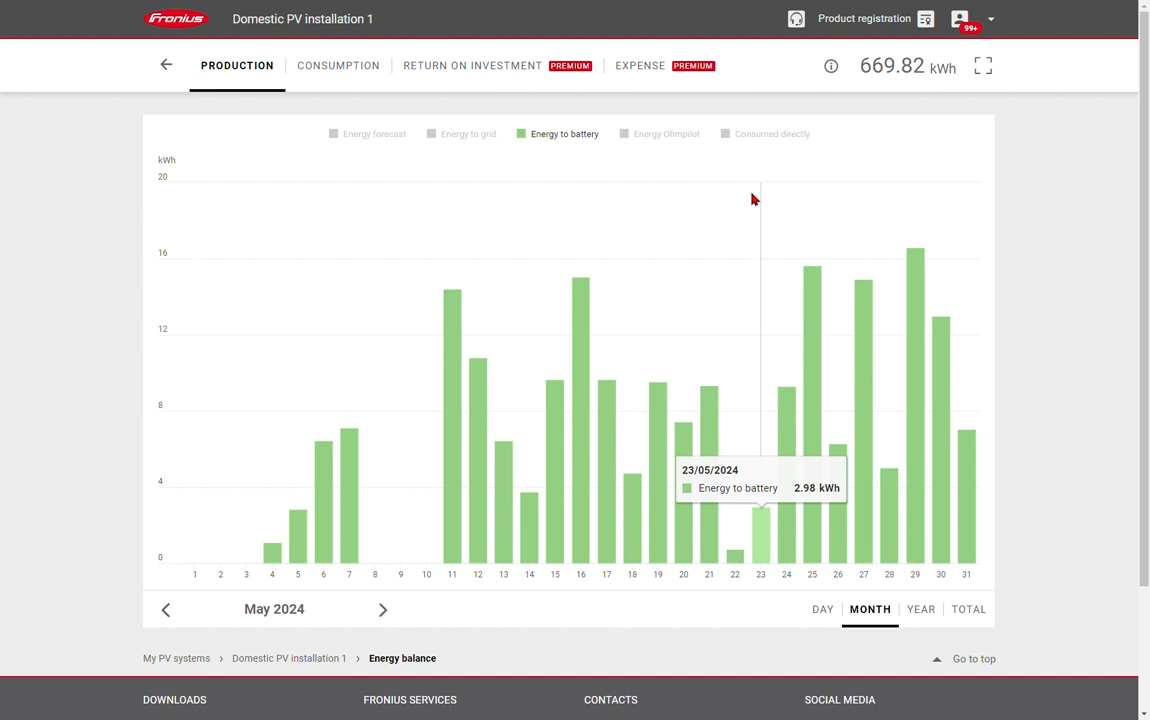 Fronius Domestic PV installation 1 Product registration 99+
PRODUCTION CONSUMPTION RETURN ON INVESTMENT PREMIUM EXPENSE PREMIUM 669.82 kWh
Energy forecast Energy to grid Energy to battery Energy Ohmpilot Consumed directly
kWh
20
16
12
8
4
0
23/05/2024
Energy to battery 2.98 kWh
1 2 3 4 5 6 7 8 9 10 11 12 13 14 15 16 17 18 19 20 21 22 23 24 25 26 27 28 29 30 31
May 2024 DAY MONTH YEAR TOTAL
My PV systems › Domestic PV installation 1 › Energy balance Go to top
DOWNLOADS FRONIUS SERVICES CONTACTS SOCIAL MEDIA